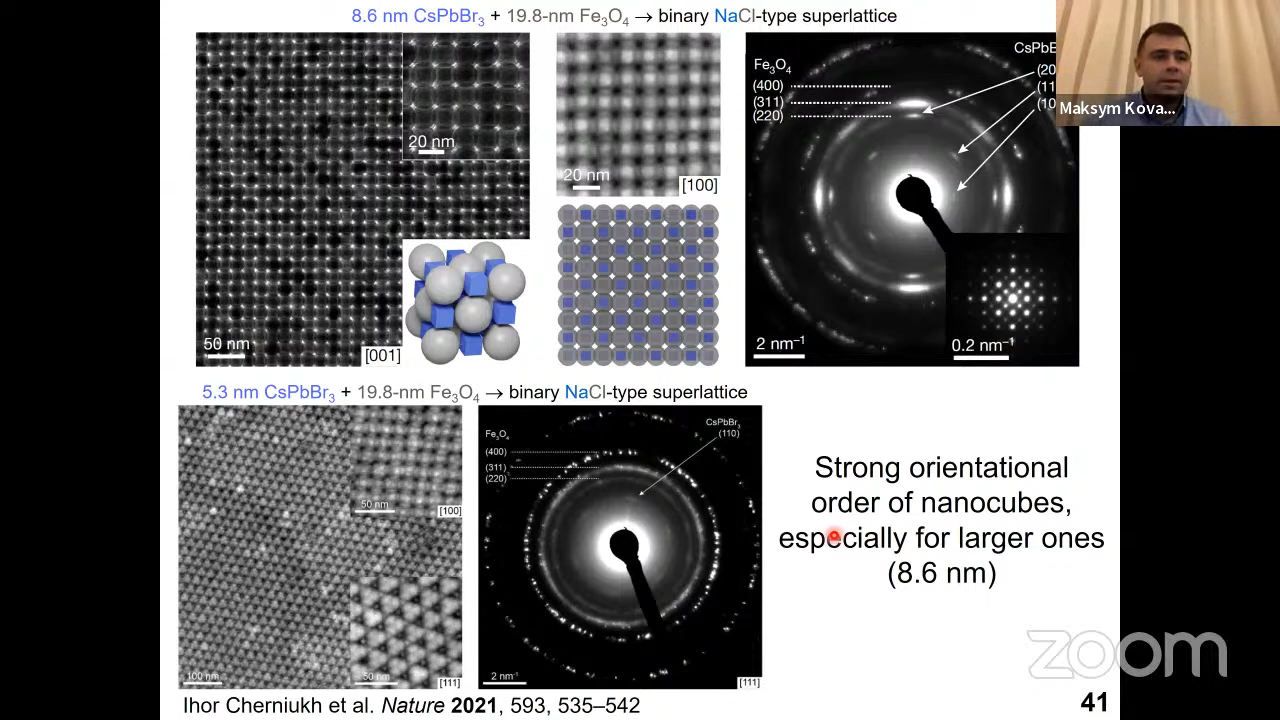 8.6 nm CsPbBr3 + 19.8-nm Fe3O4 → binary NaCl-type superlattice
20 nm
50 nm
[001]
20 nm
[100]
Fe3O4
(400)
(311)
(220)
CsPbB
(20
(11
(10
2 nm⁻¹
0.2 nm⁻¹
Maksym Kova...
5.3 nm CsPbBr3 + 19.8-nm Fe3O4 → binary NaCl-type superlattice
50 nm
[100]
100 nm
50 nm
[111]
Fe3O4
(400)
(311)
(220)
CsPbBr3
(110)
2 nm⁻¹
[111]
Strong orientational
order of nanocubes,
especially for larger ones
(8.6 nm)
zoom
Ihor Cherniukh et al. Nature 2021, 593, 535–542
41